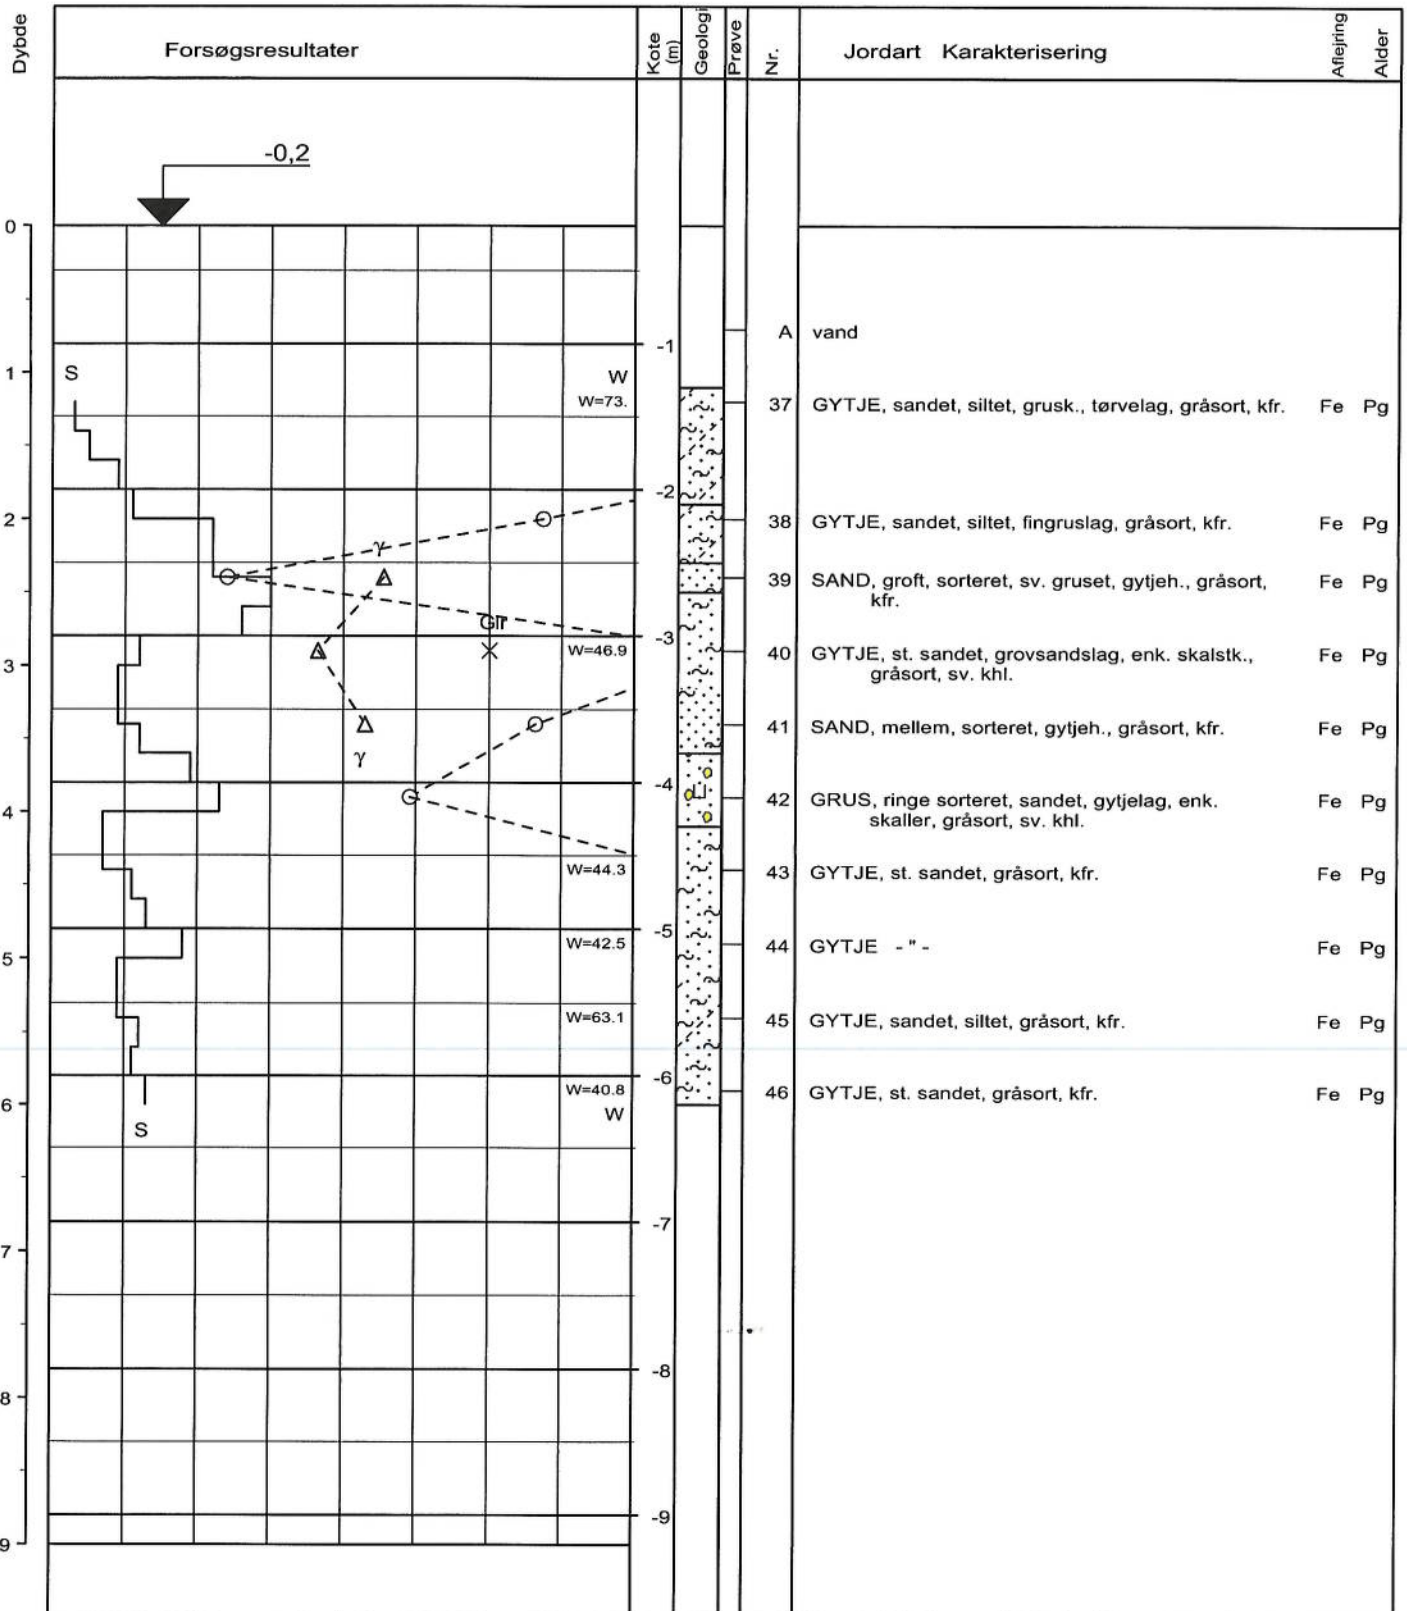 Dybde
Forsøgsresultater
Kote (m)
Geologi
Prøve
Nr.
Jordart Karakterisering
Aflejring
Alder
-0,2
0
-1
A vand
1
S
W
W=73.
37 GYTJE, sandet, siltet, grusk., tørvelag, gråsort, kfr. Fe Pg
-2
2
38 GYTJE, sandet, siltet, fingruslag, gråsort, kfr. Fe Pg
γ
39 SAND, groft, sorteret, sv. gruset, gytjeh., gråsort, Fe Pg
kfr.
Glr
-3
3
W=46.9
40 GYTJE, st. sandet, grovsandslag, enk. skalstk., Fe Pg
gråsort, sv. khl.
41 SAND, mellem, sorteret, gytjeh., gråsort, kfr. Fe Pg
γ
-4
4
42 GRUS, ringe sorteret, sandet, gytjelag, enk. Fe Pg
skaller, gråsort, sv. khl.
W=44.3
43 GYTJE, st. sandet, gråsort, kfr. Fe Pg
-5
W=42.5
44 GYTJE - " - Fe Pg
5
W=63.1
45 GYTJE, sandet, siltet, gråsort, kfr. Fe Pg
-6
W=40.8
46 GYTJE, st. sandet, gråsort, kfr. Fe Pg
6
W
S
-7
7
-8
8
-9
9